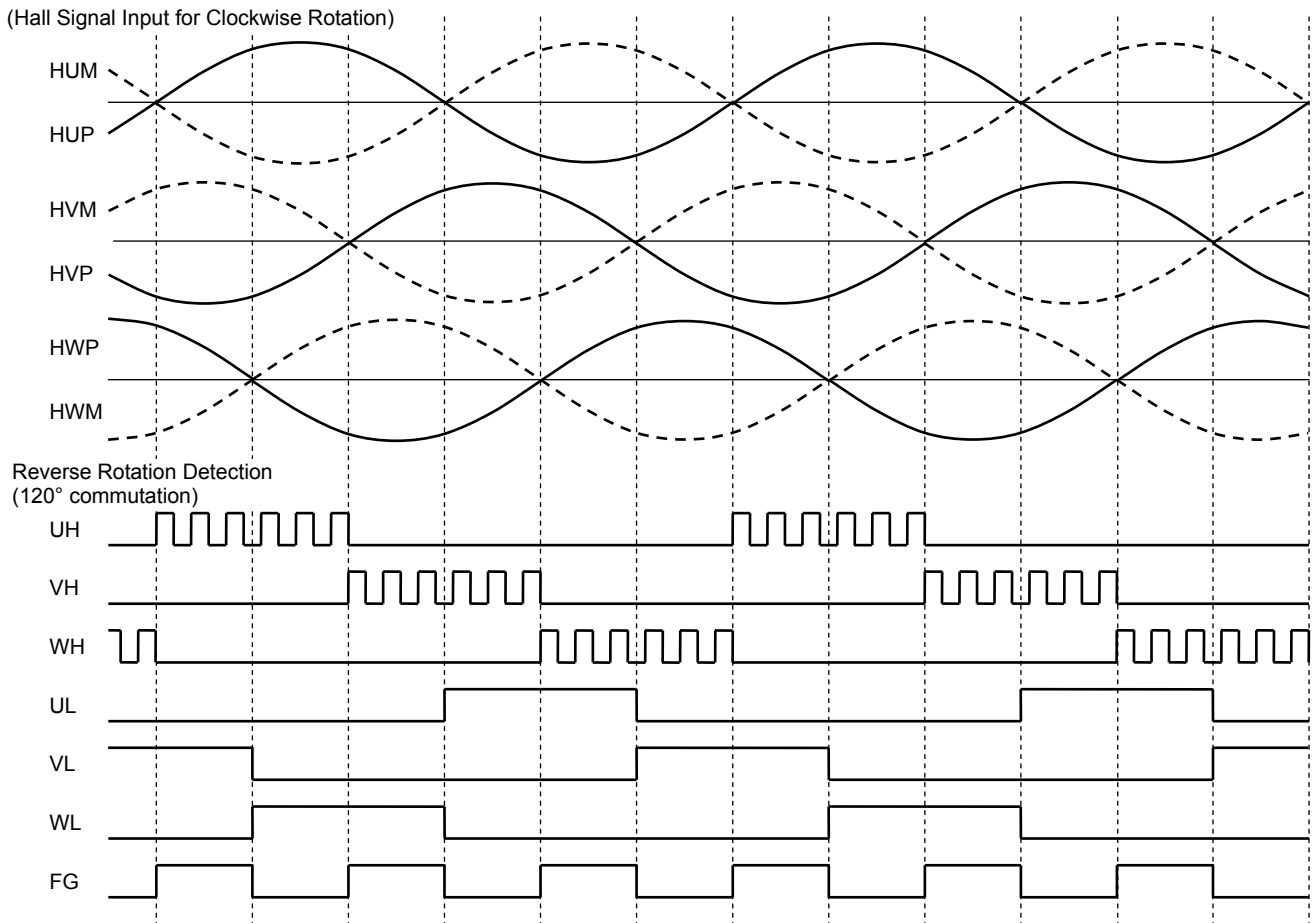 (Hall Signal Input for Clockwise Rotation)
HUM
HUP
HVM
HVP
HWP
HWM
Reverse Rotation Detection
(120° commutation)
UH
VH
WH
UL
VL
WL
FG